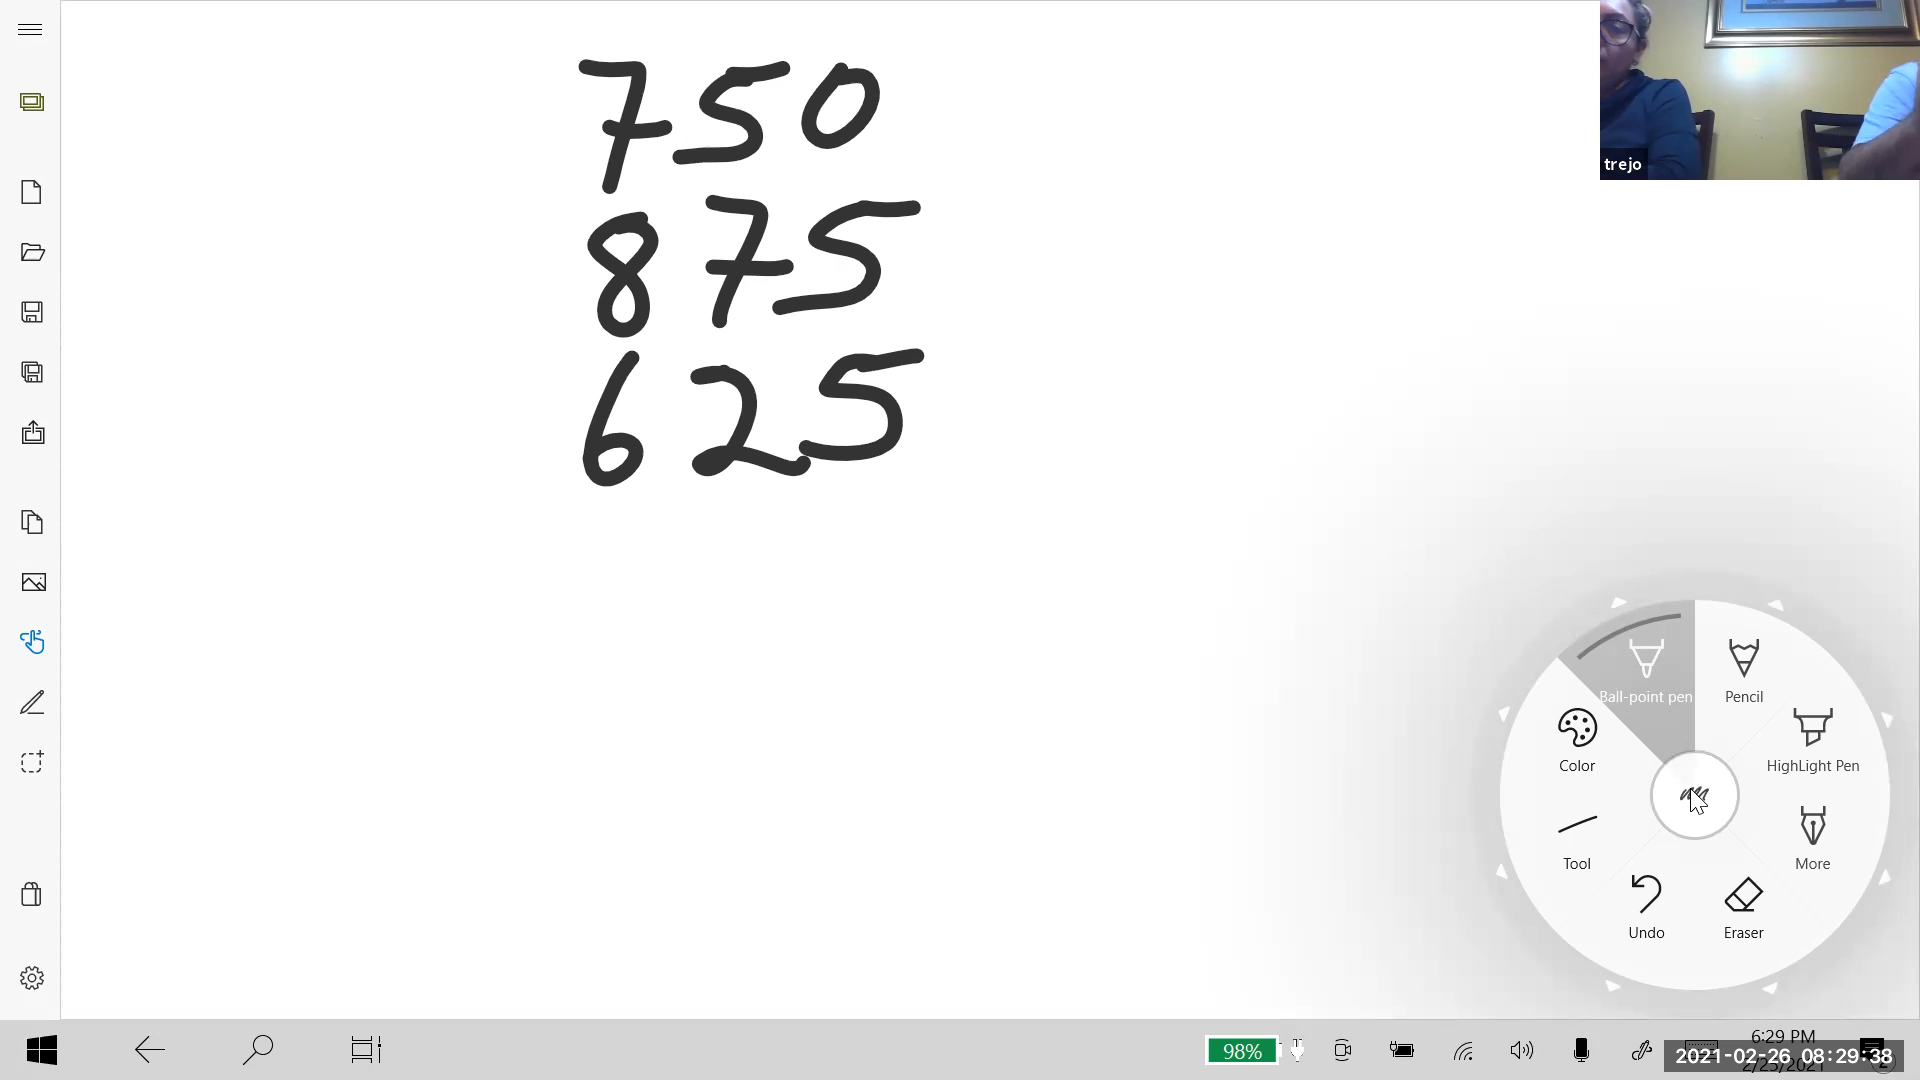 750
875
625
trejo
Ball-point pen
Pencil
Color
HighLight Pen
Tool
More
Undo
Eraser
98%
6:29 PM
2021-02-26 08:29:38